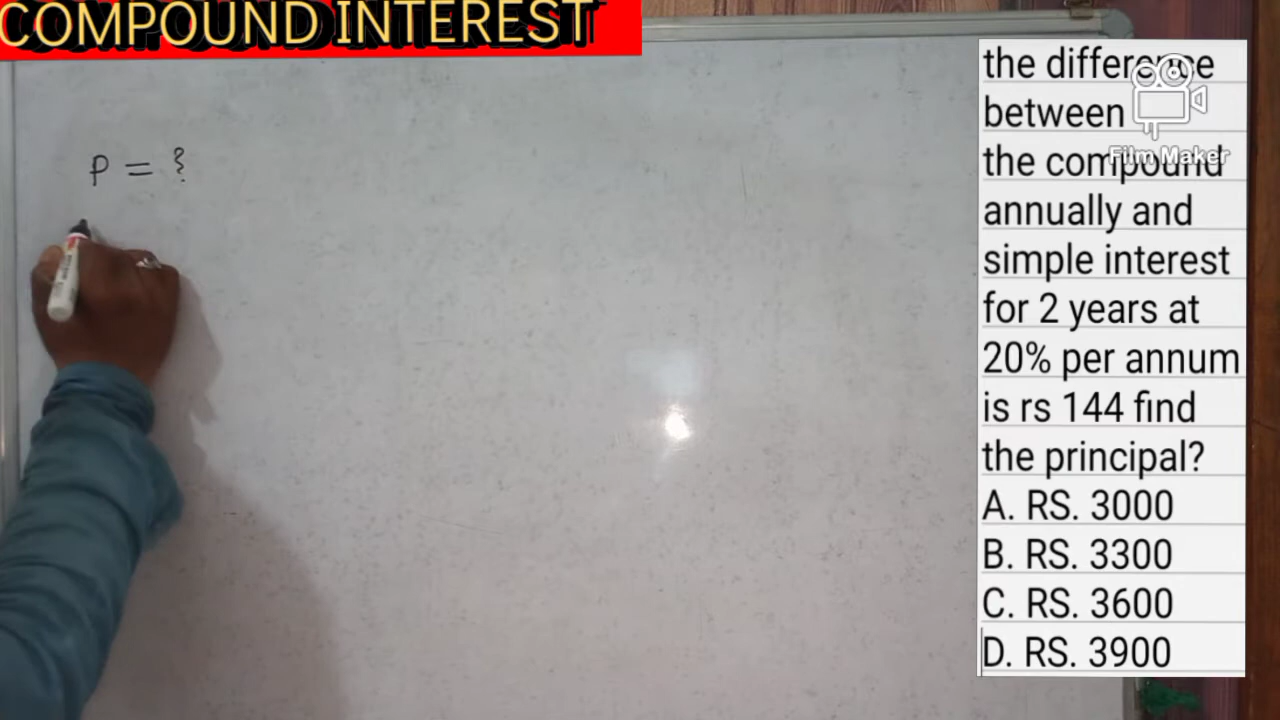 COMPOUND INTEREST
P = ?
the difference
between
the compound
annually and
simple interest
for 2 years at
20% per annum
is rs 144 find
the principal?
A. RS. 3000
B. RS. 3300
C. RS. 3600
D. RS. 3900
Film Maker